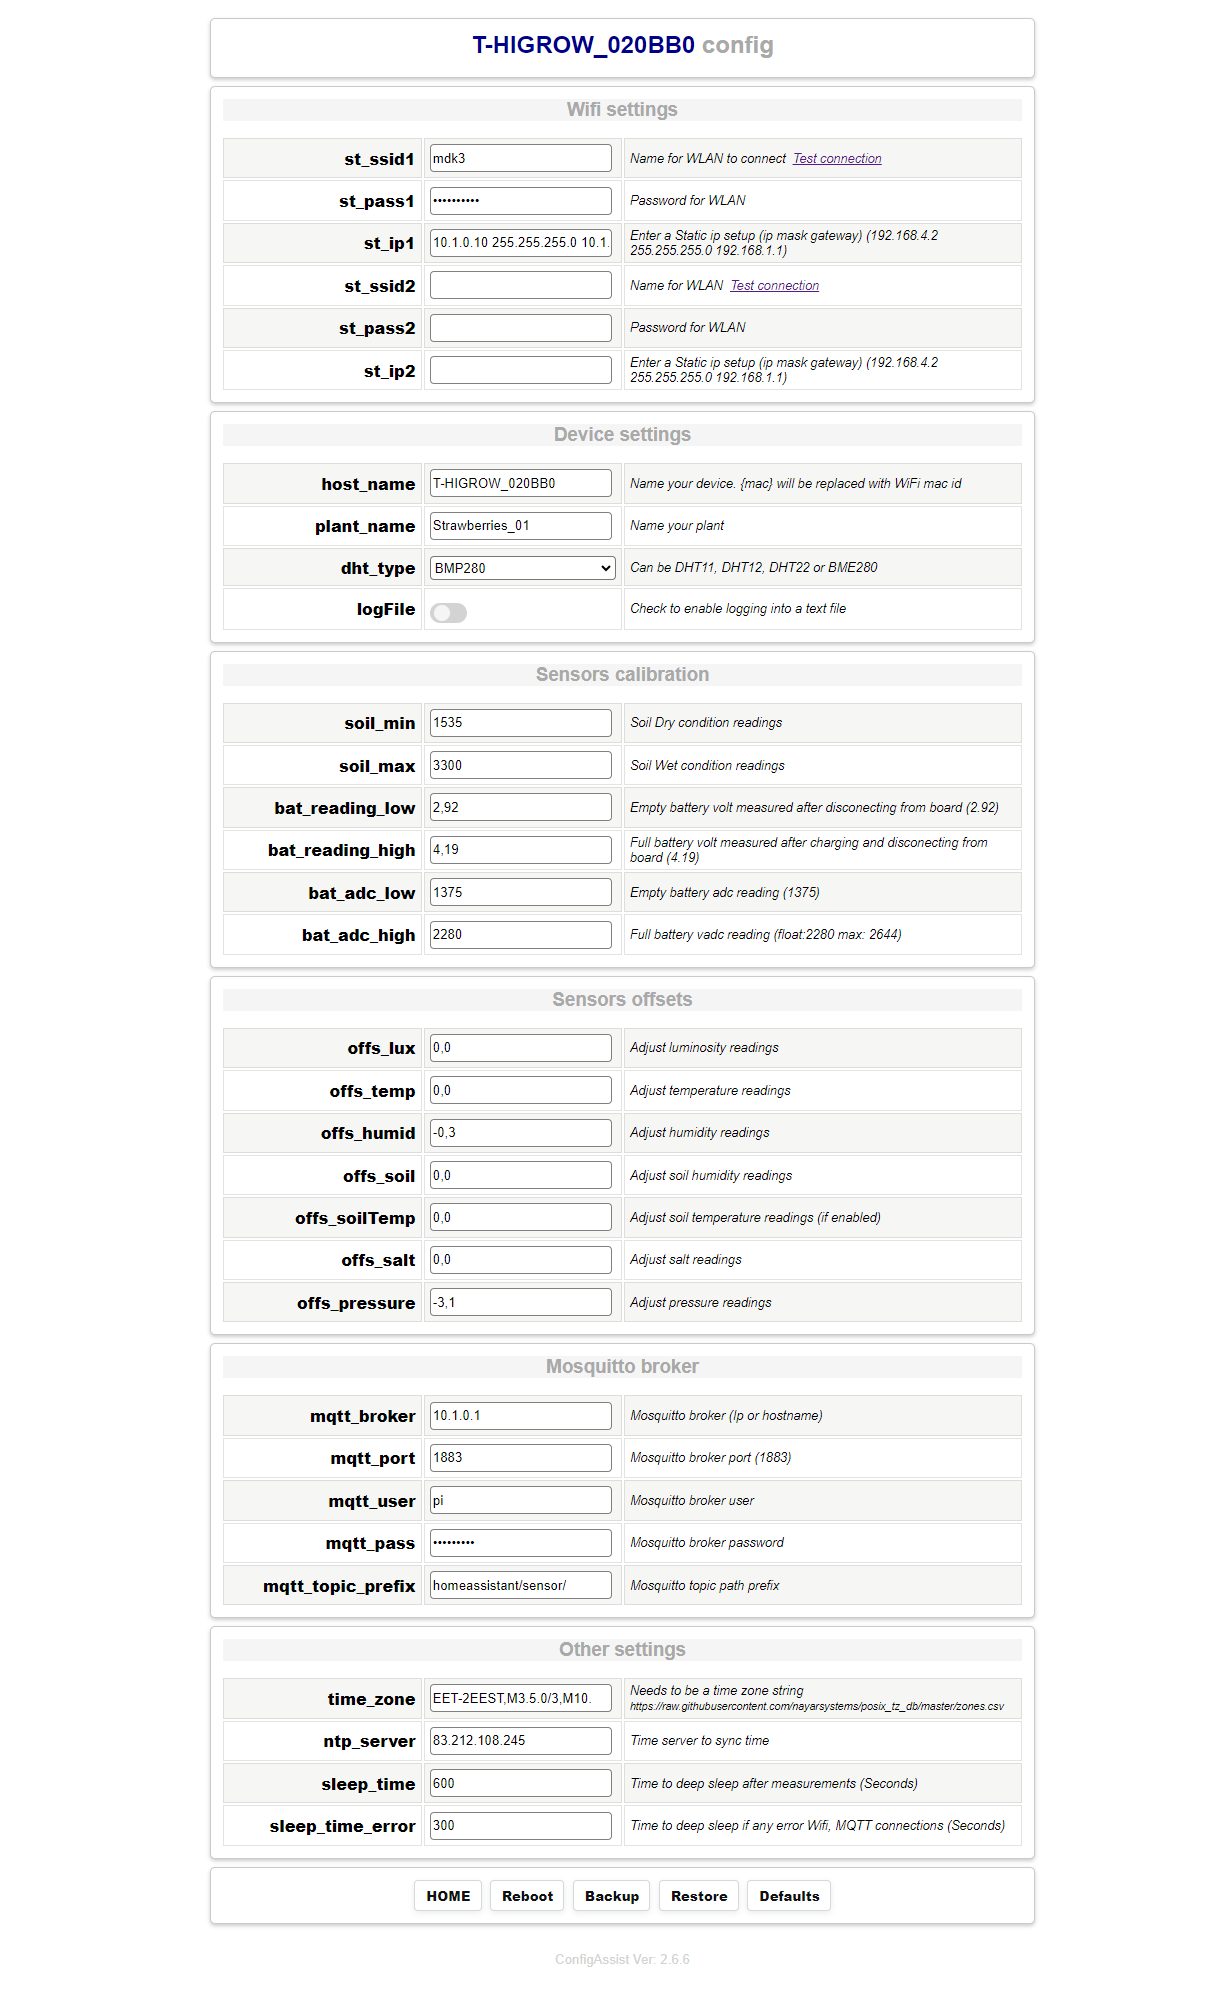 T-HIGROW_020BB0 config
Wifi settings
st_ssid1 mdk3 Name for WLAN to connect Test connection
st_pass1 •••••••••• Password for WLAN
st_ip1 10.1.0.10 255.255.255.0 10.1. Enter a Static ip setup (ip mask gateway) (192.168.4.2
255.255.255.0 192.168.1.1)
st_ssid2 Name for WLAN Test connection
st_pass2 Password for WLAN
st_ip2 Enter a Static ip setup (ip mask gateway) (192.168.4.2
255.255.255.0 192.168.1.1)
Device settings
host_name T-HIGROW_020BB0 Name your device. {mac} will be replaced with WiFi mac id
plant_name Strawberries_01 Name your plant
dht_type BMP280 Can be DHT11, DHT12, DHT22 or BME280
logFile Check to enable logging into a text file
Sensors calibration
soil_min 1535 Soil Dry condition readings
soil_max 3300 Soil Wet condition readings
bat_reading_low 2,92 Empty battery volt measured after disconecting from board (2.92)
bat_reading_high 4,19 Full battery volt measured after charging and disconecting from
board (4.19)
bat_adc_low 1375 Empty battery adc reading (1375)
bat_adc_high 2280 Full battery vadc reading (float:2280 max: 2644)
Sensors offsets
offs_lux 0,0 Adjust luminosity readings
offs_temp 0,0 Adjust temperature readings
offs_humid -0,3 Adjust humidity readings
offs_soil 0,0 Adjust soil humidity readings
offs_soilTemp 0,0 Adjust soil temperature readings (if enabled)
offs_salt 0,0 Adjust salt readings
offs_pressure -3,1 Adjust pressure readings
Mosquitto broker
mqtt_broker 10.1.0.1 Mosquitto broker (Ip or hostname)
mqtt_port 1883 Mosquitto broker port (1883)
mqtt_user pi Mosquitto broker user
mqtt_pass ••••••••• Mosquitto broker password
mqtt_topic_prefix homeassistant/sensor/ Mosquitto topic path prefix
Other settings
time_zone EET-2EEST,M3.5.0/3,M10. Needs to be a time zone string
https://raw.githubusercontent.com/nayarsystems/posix_tz_db/master/zones.csv
ntp_server 83.212.108.245 Time server to sync time
sleep_time 600 Time to deep sleep after measurements (Seconds)
sleep_time_error 300 Time to deep sleep if any error Wifi, MQTT connections (Seconds)
HOME Reboot Backup Restore Defaults
ConfigAssist Ver: 2.6.6